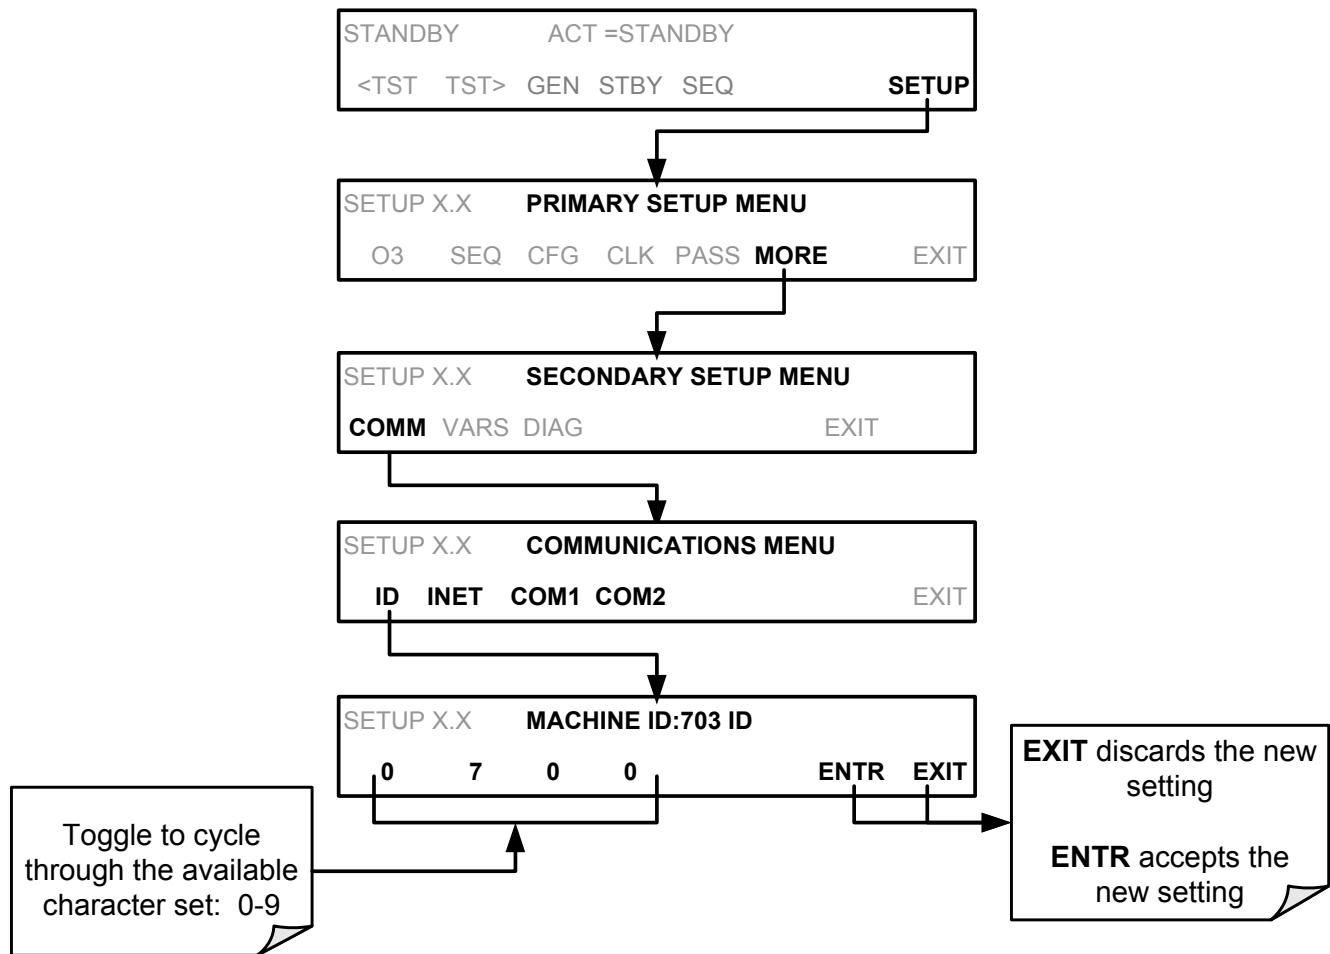 STANDBY ACT =STANDBY
<TST TST> GEN STBY SEQ SETUP
SETUP X.X PRIMARY SETUP MENU
O3 SEQ CFG CLK PASS MORE EXIT
SETUP X.X SECONDARY SETUP MENU
COMM VARS DIAG EXIT
SETUP X.X COMMUNICATIONS MENU
ID INET COM1 COM2 EXIT
SETUP X.X MACHINE ID:703 ID
0 7 0 0 ENTR EXIT
Toggle to cycle
through the available
character set: 0-9
EXIT discards the new
setting
ENTR accepts the
new setting